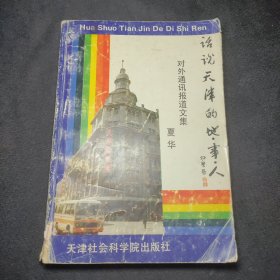 Hua Shuo Tian Jin De Di Shi Ren
话说天津的地·事·人
对外通讯报道文集
夏华
天津社会科学院出版社